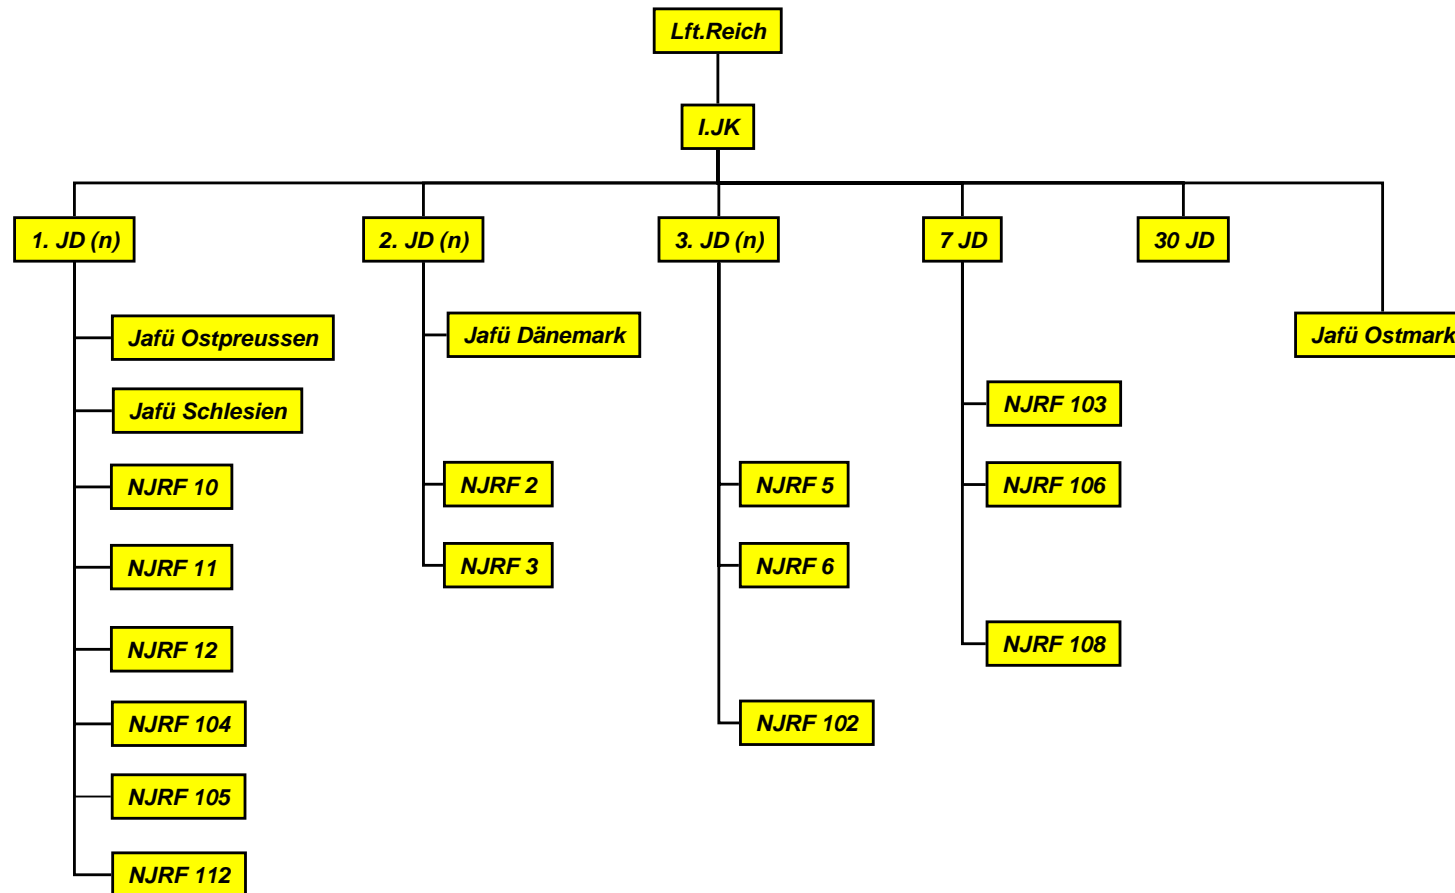 Lft.Reich
I.JK
1. JD (n)
2. JD (n)
3. JD (n)
7 JD
30 JD
Jafü Ostpreussen
Jafü Dänemark
Jafü Ostmark
Jafü Schlesien
NJRF 103
NJRF 10
NJRF 2
NJRF 5
NJRF 106
NJRF 11
NJRF 3
NJRF 6
NJRF 12
NJRF 108
NJRF 104
NJRF 102
NJRF 105
NJRF 112